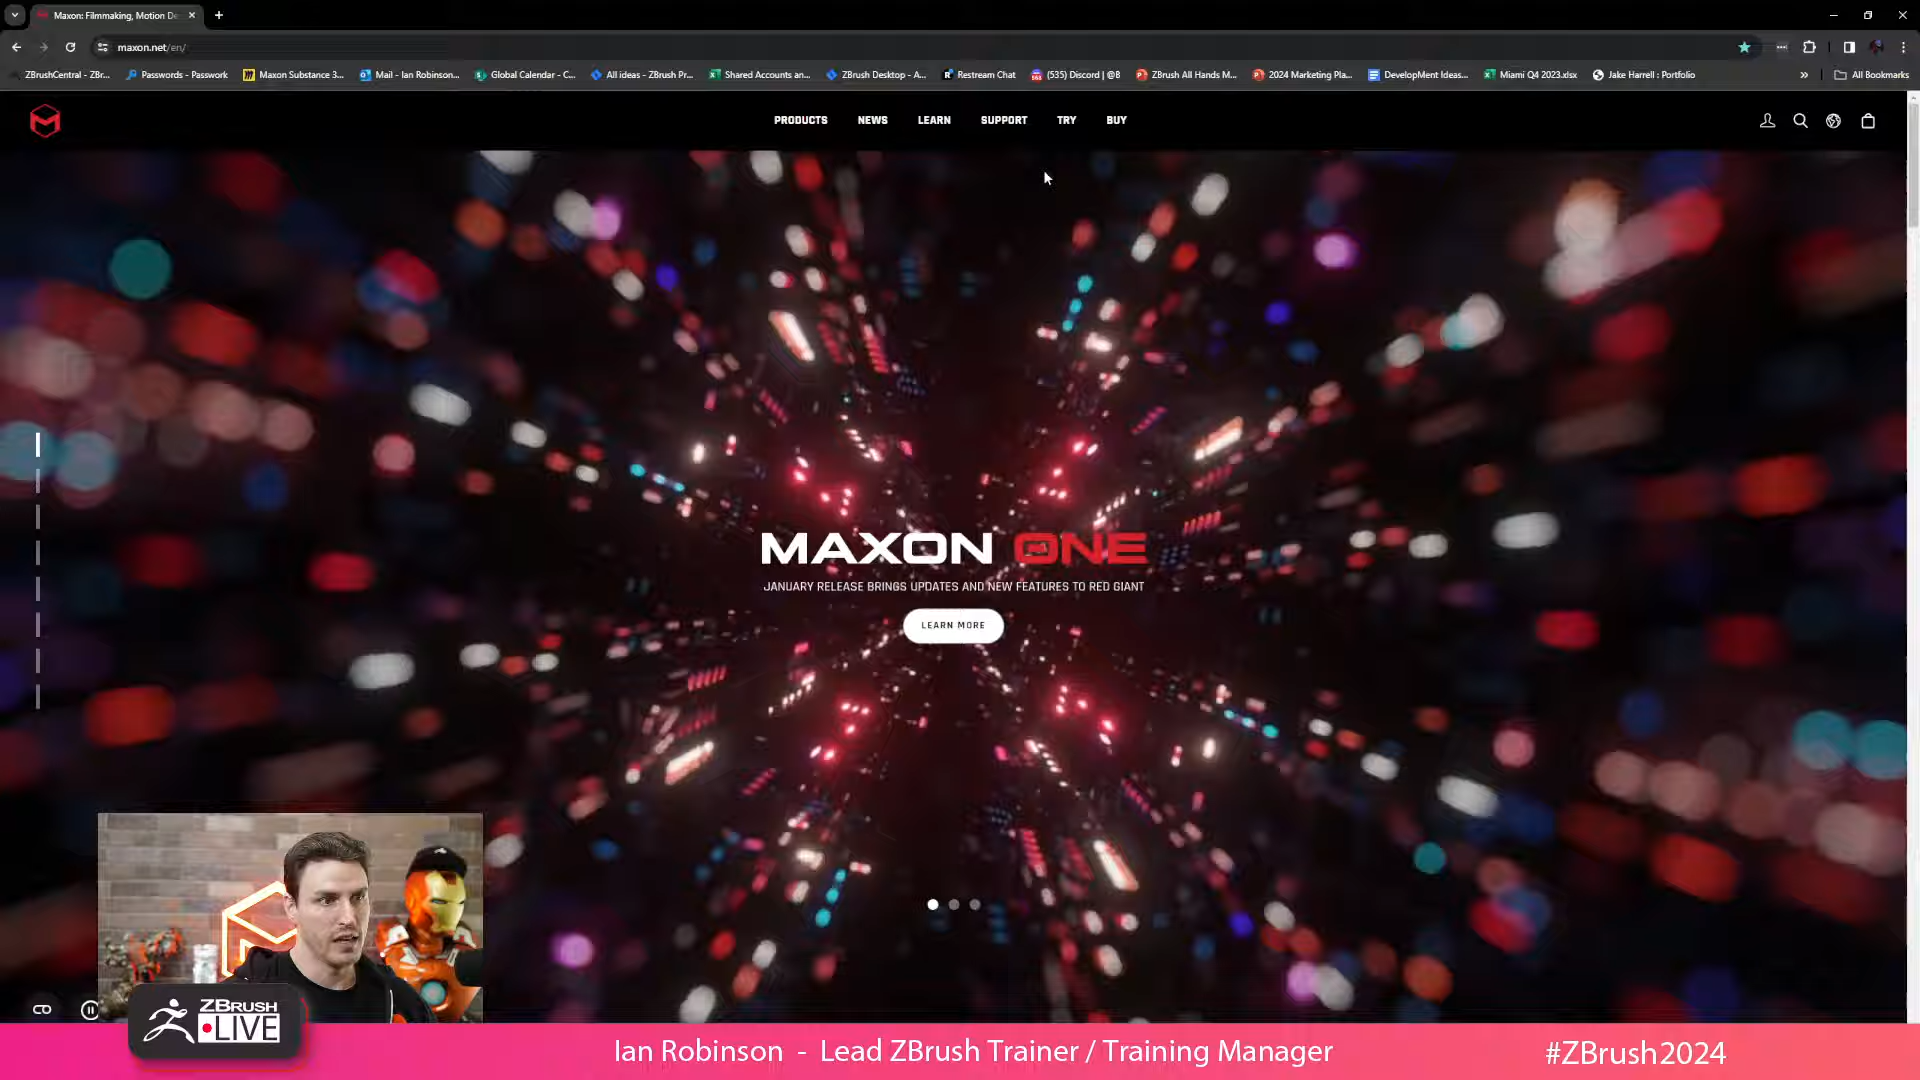 Maxon: Filmmaking, Motion De
maxon.net/en/
ZBrushCentral - ZBr...
Passwords - Passwork
Maxon Substance 3...
Mail - Ian Robinson...
Global Calendar - C...
All ideas - ZBrush Pr...
Shared Accounts an...
ZBrush Desktop - A...
Restream Chat
(535) Discord | @B
ZBrush All Hands M...
2024 Marketing Pla...
DevelopMent Ideas...
Miami Q4 2023.xlsx
Jake Harrell : Portfolio
All Bookmarks
PRODUCTS
NEWS
LEARN
SUPPORT
TRY
BUY
MAXON ONE
JANUARY RELEASE BRINGS UPDATES AND NEW FEATURES TO RED GIANT
LEARN MORE
ZBRUSH
LIVE
Ian Robinson - Lead ZBrush Trainer / Training Manager
#ZBrush2024